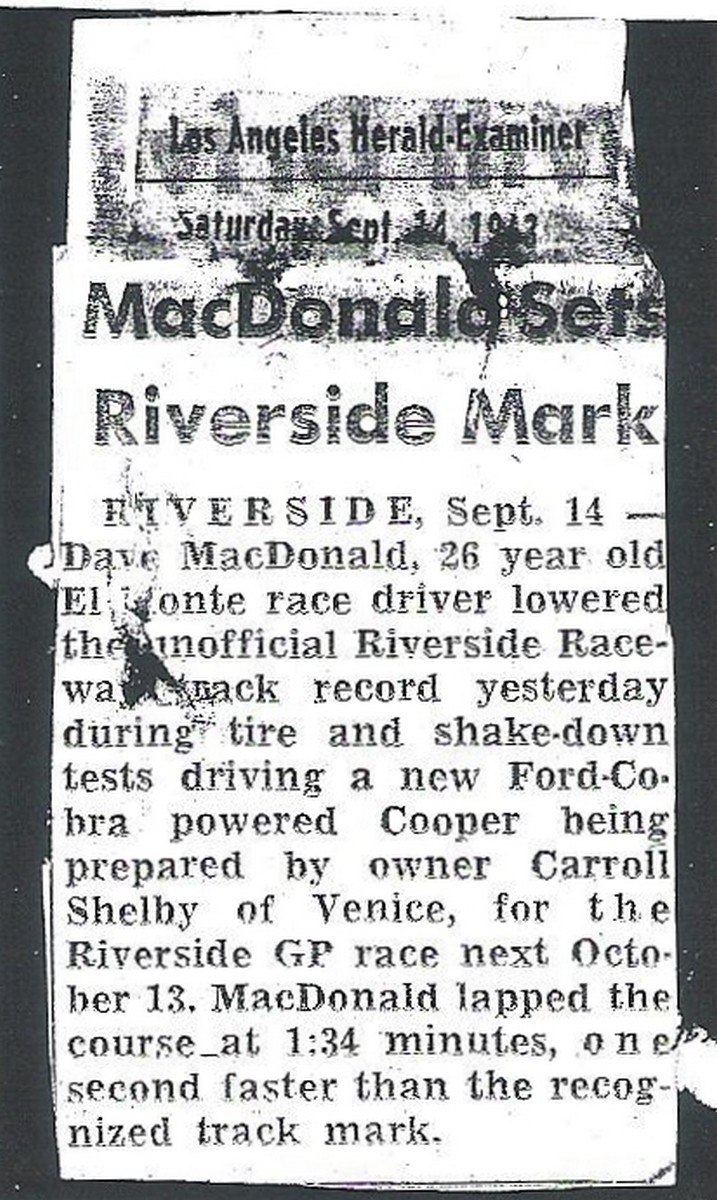 Los Angeles Herald-Examiner
Saturday, Sept. 14 1963
MacDonald Sets
Riverside Mark
RIVERSIDE, Sept. 14 —
Dave MacDonald, 26 year old
El Monte race driver lowered
the unofficial Riverside Race-
way track record yesterday
during tire and shake-down
tests driving a new Ford-Co-
bra powered Cooper being
prepared by owner Carroll
Shelby of Venice, for the
Riverside GP race next Octo-
ber 13. MacDonald lapped the
course at 1:34 minutes, one
second faster than the recog-
nized track mark.